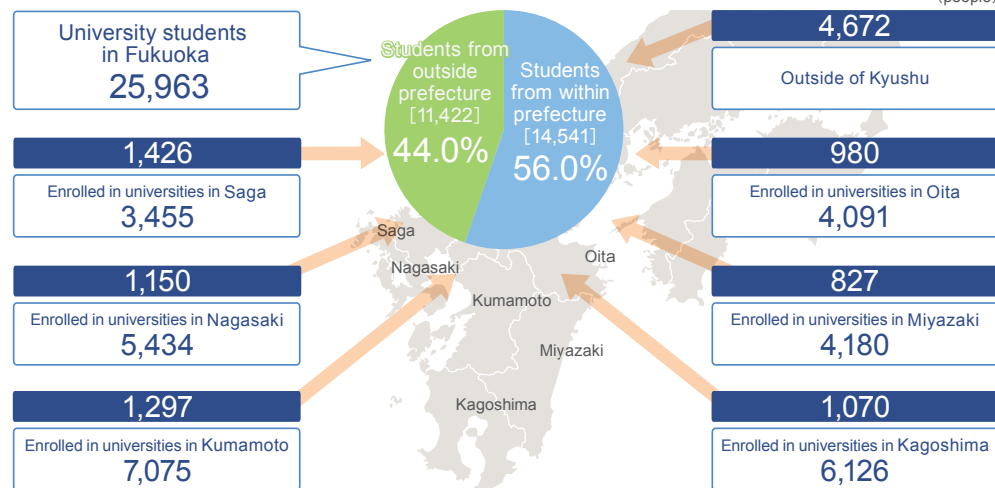 (people)
University students
in Fukuoka
25,963
Students from
outside
prefecture
[11,422]
44.0%
Students
from within
prefecture
[14,541]
56.0%
4,672
Outside of Kyushu
1,426
Enrolled in universities in Saga
3,455
980
Enrolled in universities in Oita
4,091
1,150
Enrolled in universities in Nagasaki
5,434
827
Enrolled in universities in Miyazaki
4,180
1,297
Enrolled in universities in Kumamoto
7,075
1,070
Enrolled in universities in Kagoshima
6,126
Saga
Nagasaki
Oita
Kumamoto
Miyazaki
Kagoshima